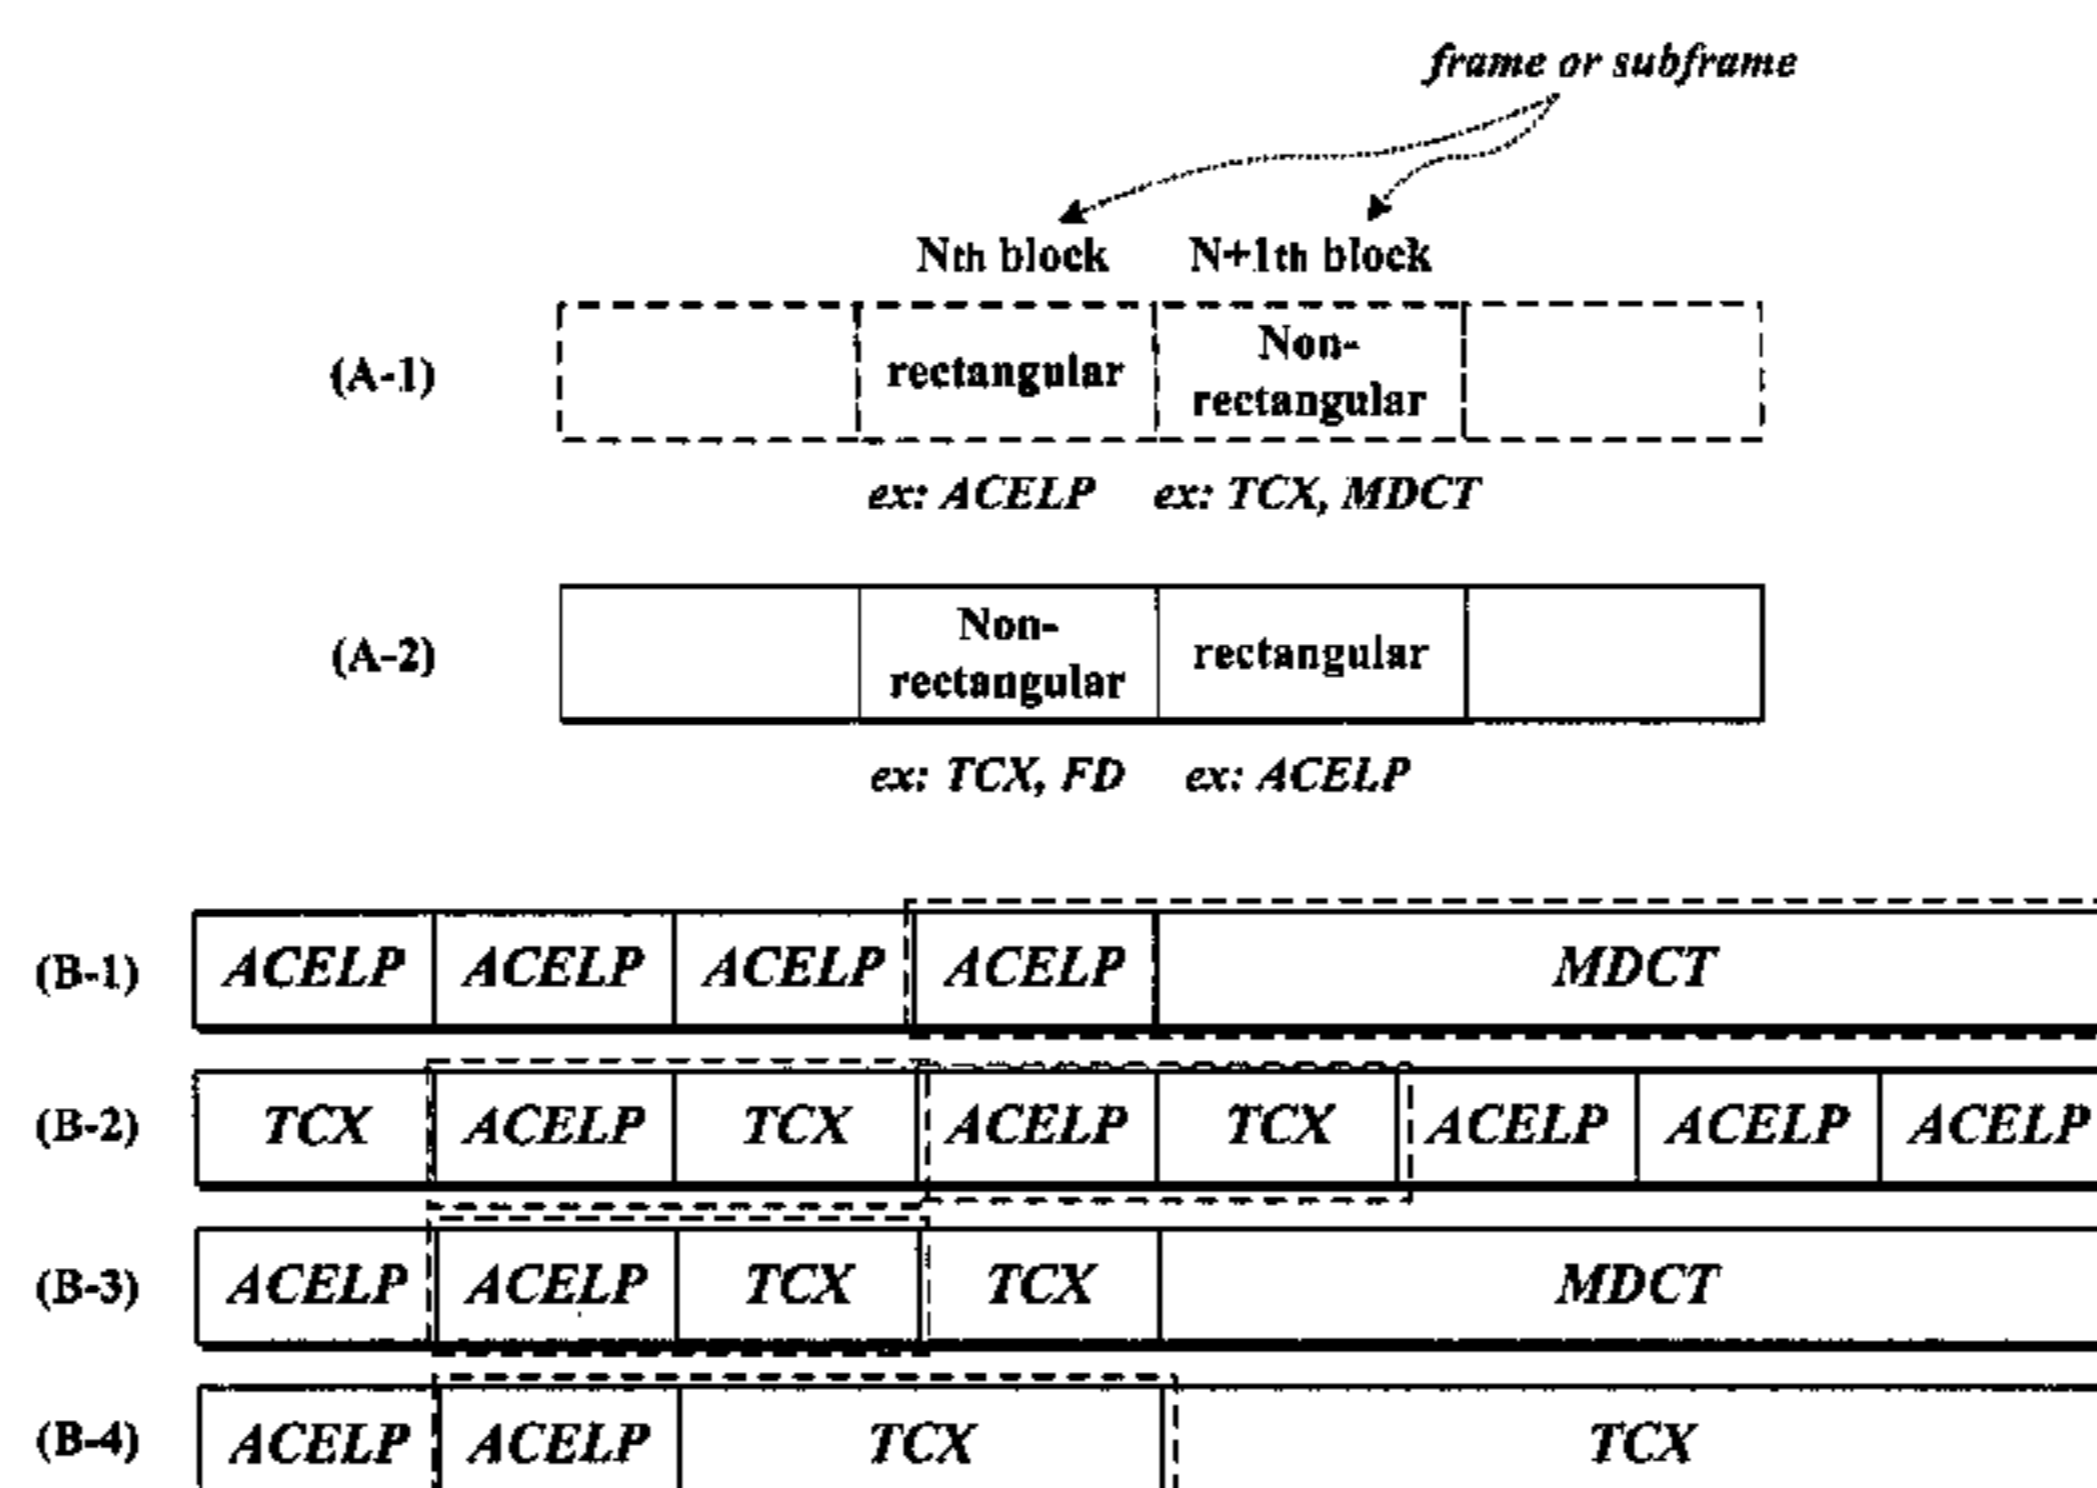 frame or subframe
Nth block N+1th block
(A-1) rectangular Non-
rectangular
ex: ACELP ex: TCX, MDCT
(A-2) Non-
rectangular rectangular
ex: TCX, FD ex: ACELP
(B-1) ACELP ACELP ACELP ACELP MDCT
(B-2) TCX ACELP TCX ACELP TCX ACELP ACELP ACELP
(B-3) ACELP ACELP TCX TCX MDCT
(B-4) ACELP ACELP TCX TCX